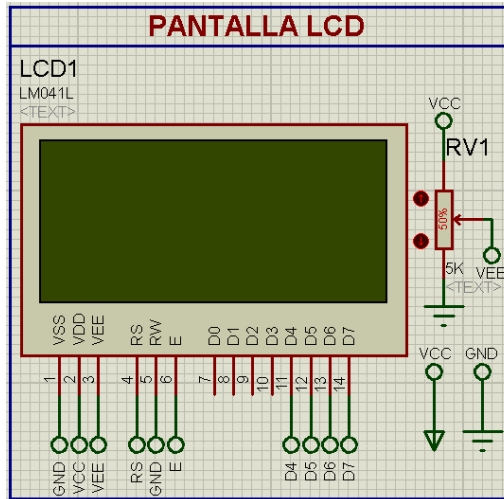 PANTALLA LCD
LCD1
LM041L
<TEXT>
VCC
RV1
50%
5K
VEE
<TEXT>
VSS VDD VEE RS RW E D0 D1 D2 D3 D4 D5 D6 D7
1 2 3 4 5 6 7 8 9 10 11 12 13 14
VCC GND
GND VCC VEE RS GND E D4 D5 D6 D7